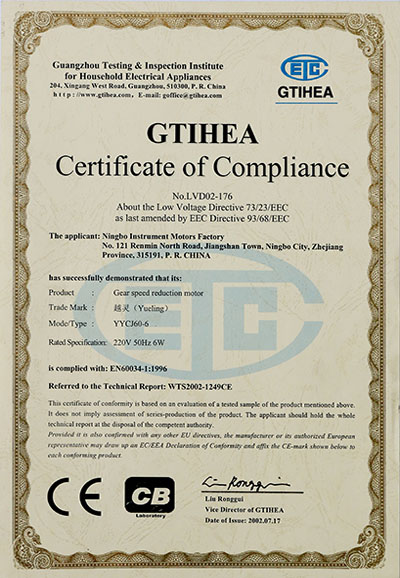 Guangzhou Testing & Inspection Institute
for Household Electrical Appliances
204, Xingang West Road, Guangzhou, 510300, P. R. China
http://www.gtihea.com, E-mail: goffice@gtihea.com
ETC
GTIHEA
GTIHEA
Certificate of Compliance
No.LVD02-176
About the Low Voltage Directive 73/23/EEC
as last amended by EEC Directive 93/68/EEC
The applicant: Ningbo Instrument Motors Factory
No. 121 Renmin North Road, Jiangshan Town, Ningbo City, Zhejiang
Province, 315191, P. R. CHINA
has successfully demonstrated that its:
Product : Gear speed reduction motor
Trade Mark : 越灵 (Yueling)
Mode/Type : YYCJ60-6
Rated Specification: 220V 50Hz 6W
is complied with: EN60034-1:1996
Referred to the Technical Report: WTS2002-1249CE
This certificate of conformity is based on an evaluation of a tested sample of the product mentioned above.
It does not imply assessment of series-production of the product. The applicant should hold the whole
technical report at the disposal of the competent authority.
Provided it is also confirmed with any other EU directives, the manufacturer or its authorized European
representative may draw up an EC/EEA Declaration of Conformity and affix the CE-mark shown below to
each conforming product.
CE
CB
Laboratory
Liu Ronggui
Liu Ronggui
Vice Director of GTIHEA
Date of Issue: 2002.07.17